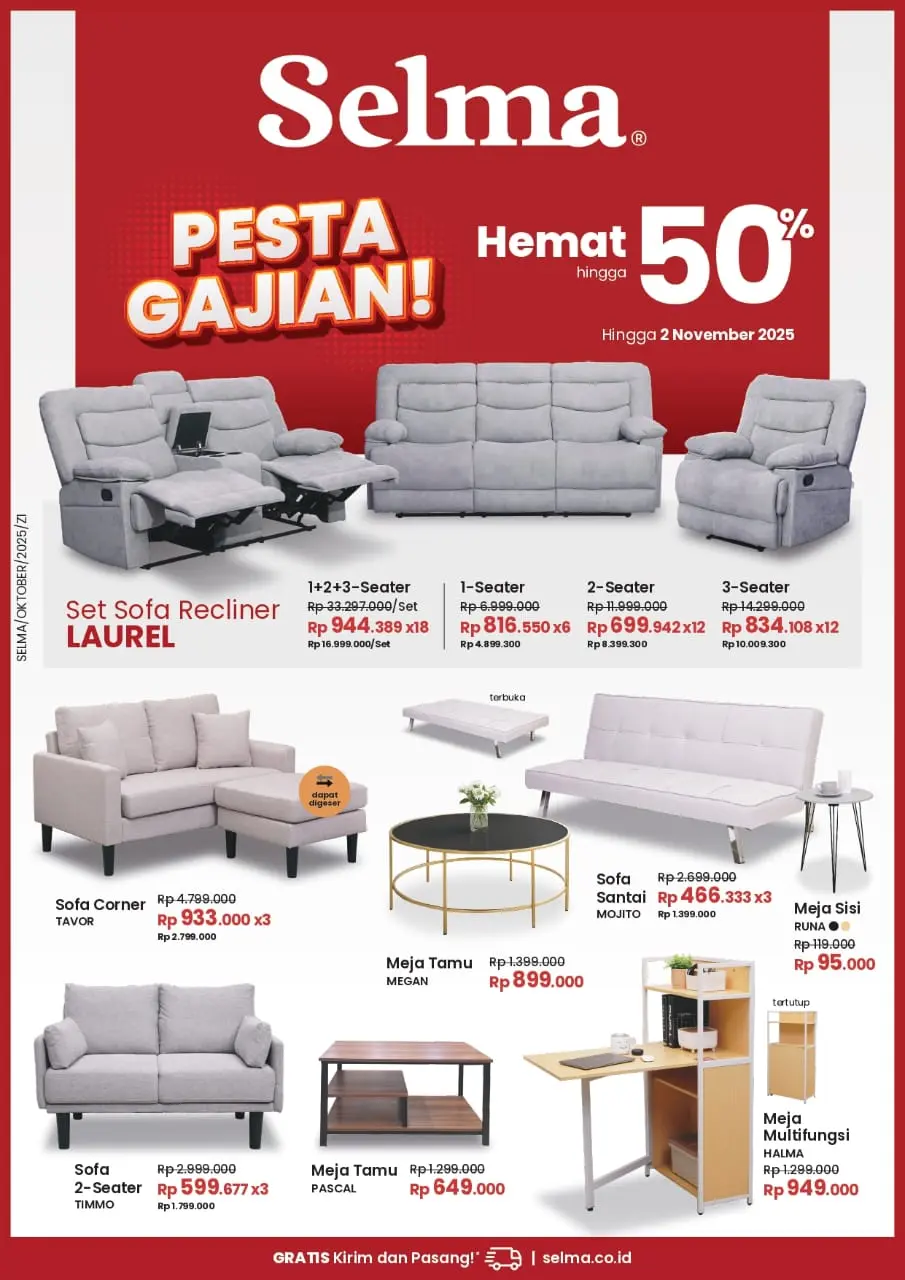 Selma®
PESTA
GAJIAN!
Hemat
hingga
50%
Hingga 2 November 2025
SELMA/OKTOBER/2025/Z1
Set Sofa Recliner
LAUREL
1+2+3-Seater
Rp 33.297.000/Set
Rp 944.389 x18
Rp 16.999.000/Set
1-Seater
Rp 6.999.000
Rp 816.550 x6
Rp 4.899.300
2-Seater
Rp 11.999.000
Rp 699.942 x12
Rp 8.399.300
3-Seater
Rp 14.299.000
Rp 834.108 x12
Rp 10.009.300
dapat
digeser
Sofa Corner
TAVOR
Rp 4.799.000
Rp 933.000 x3
Rp 2.799.000
terbuka
Meja Tamu
MEGAN
Rp 1.399.000
Rp 899.000
Sofa
Santai
MOJITO
Rp 2.699.000
Rp 466.333 x3
Rp 1.399.000
Meja Sisi
RUNA
Rp 119.000
Rp 95.000
Sofa
2-Seater
TIMMO
Rp 2.999.000
Rp 599.677 x3
Rp 1.799.000
Meja Tamu
PASCAL
Rp 1.299.000
Rp 649.000
tertutup
Meja
Multifungsi
HALMA
Rp 1.299.000
Rp 949.000
GRATIS Kirim dan Pasang!* | selma.co.id